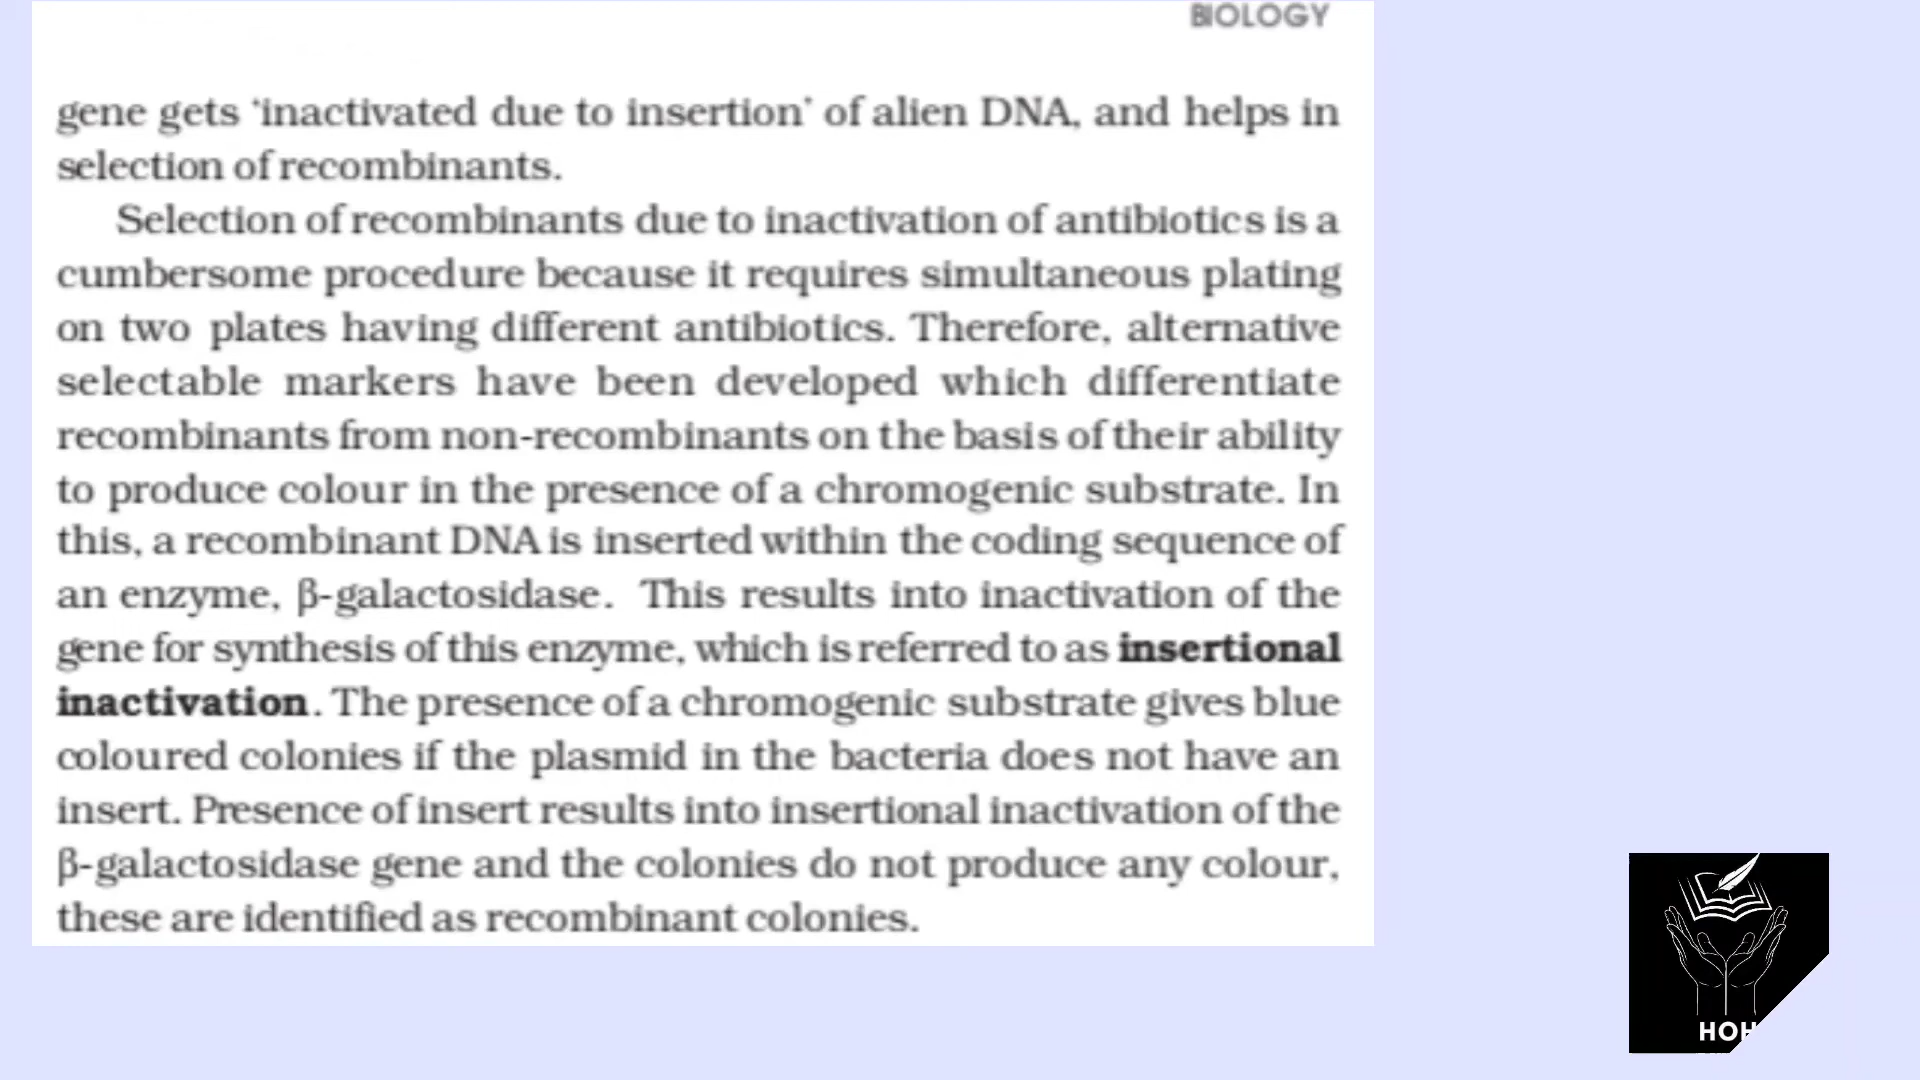 BIOLOGY
gene gets ‘inactivated due to insertion’ of alien DNA, and helps in
selection of recombinants.
Selection of recombinants due to inactivation of antibiotics is a
cumbersome procedure because it requires simultaneous plating
on two plates having different antibiotics. Therefore, alternative
selectable markers have been developed which differentiate
recombinants from non-recombinants on the basis of their ability
to produce colour in the presence of a chromogenic substrate. In
this, a recombinant DNA is inserted within the coding sequence of
an enzyme, β-galactosidase. This results into inactivation of the
gene for synthesis of this enzyme, which is referred to as insertional
inactivation. The presence of a chromogenic substrate gives blue
coloured colonies if the plasmid in the bacteria does not have an
insert. Presence of insert results into insertional inactivation of the
β-galactosidase gene and the colonies do not produce any colour,
these are identified as recombinant colonies.
HOH